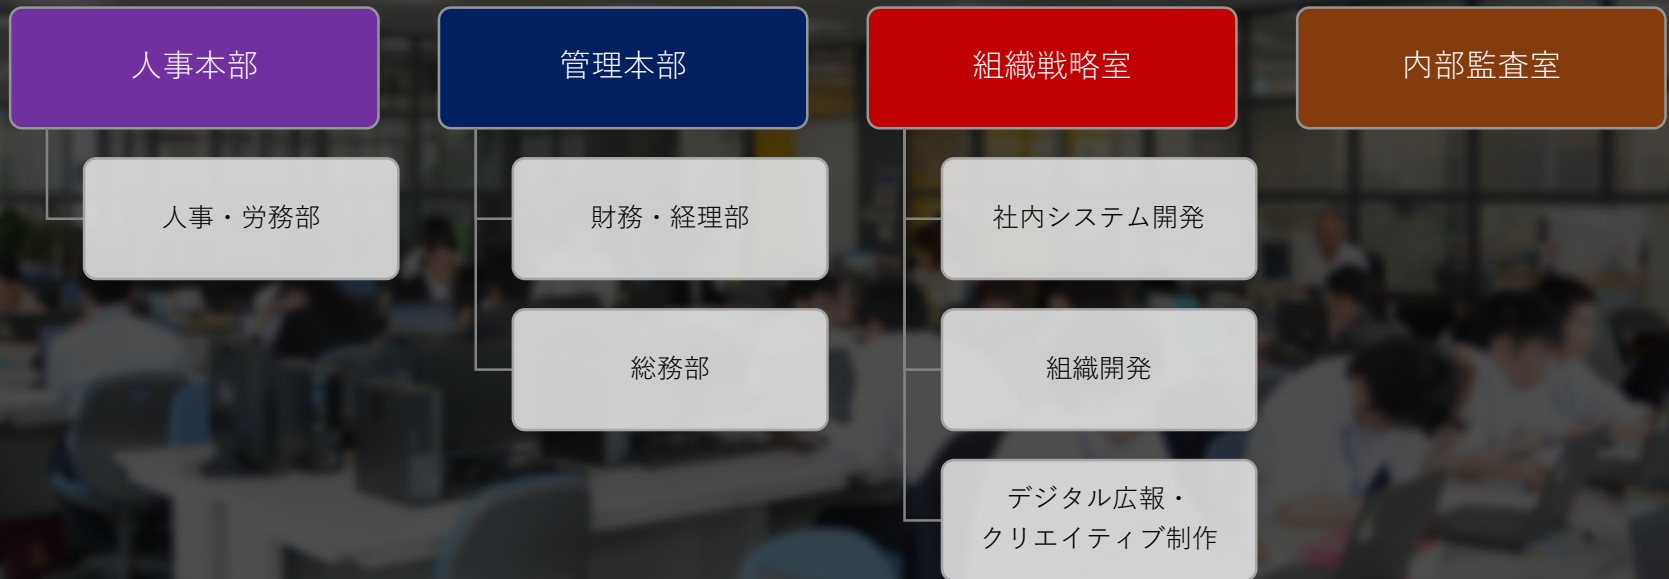 人事本部
人事・労務部
管理本部
財務・経理部
総務部
組織戦略室
社内システム開発
組織開発
デジタル広報・
クリエイティブ制作
内部監査室